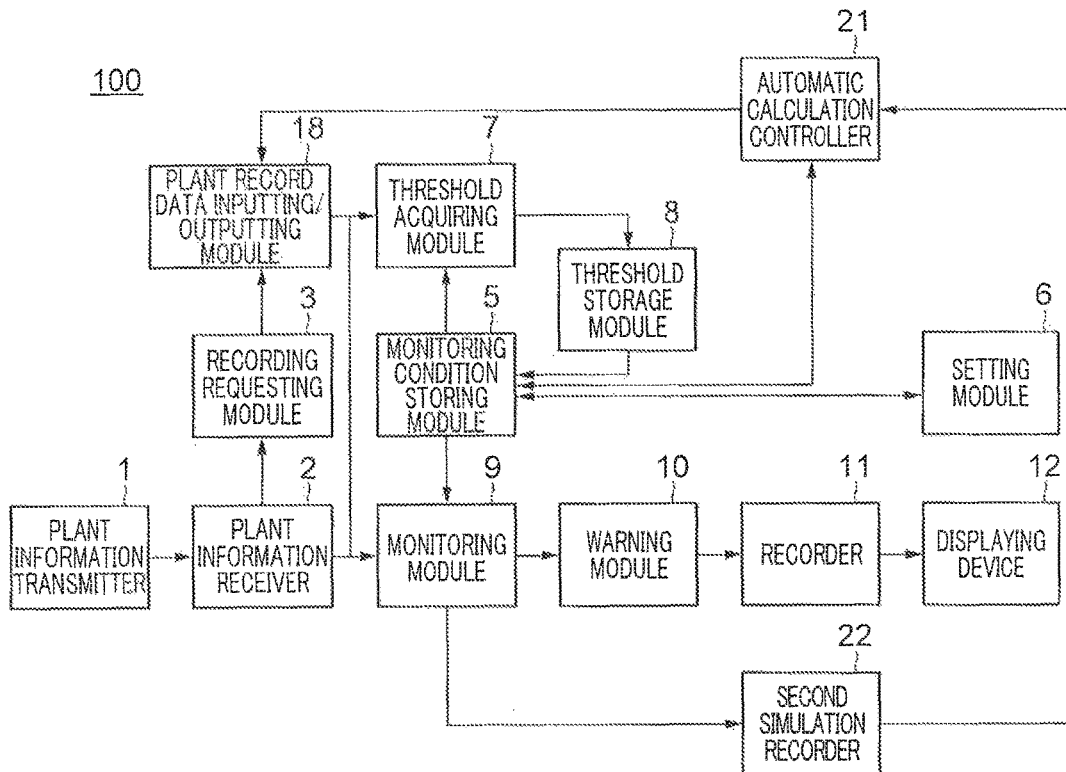 100
21
AUTOMATIC
CALCULATION
CONTROLLER
18
PLANT RECORD
DATA INPUTTING/
OUTPUTTING
MODULE
7
THRESHOLD
ACQUIRING
MODULE
8
THRESHOLD
STORAGE
MODULE
3
RECORDING
REQUESTING
MODULE
5
MONITORING
CONDITION
STORING
MODULE
6
SETTING
MODULE
1
PLANT
INFORMATION
TRANSMITTER
2
PLANT
INFORMATION
RECEIVER
9
MONITORING
MODULE
10
WARNING
MODULE
11
RECORDER
12
DISPLAYING
DEVICE
22
SECOND
SIMULATION
RECORDER